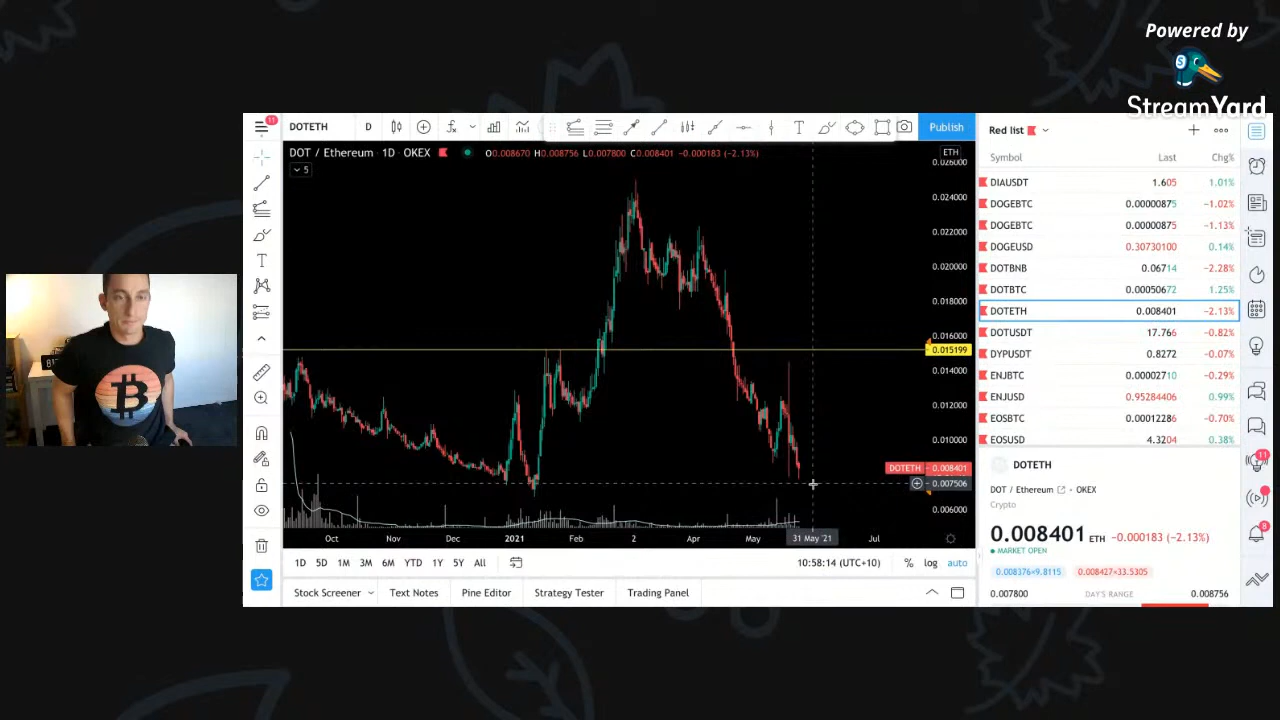 Powered by
StreamYard
11
DOTETH D Publish
DOT / Ethereum · 1D · OKEX O0.008670 H0.008756 L0.007800 C0.008401 −0.000183 (−2.13%)
5
ETH
0.026000
0.024000
0.022000
0.020000
0.018000
0.016000
0.015199
0.014000
0.012000
0.010000
DOTETH 0.008401
0.007506
0.006000
Oct Nov Dec 2021 Feb 2 Apr May 31 May '21 Jul
1D 5D 1M 3M 6M YTD 1Y 5Y All 10:58:14 (UTC+10) % log auto
Stock Screener Text Notes Pine Editor Strategy Tester Trading Panel
Red list
Symbol Last Chg%
DIAUSDT 1.605 1.01%
DOGEBTC 0.00000875 −1.02%
DOGEBTC 0.00000875 −1.13%
DOGEUSD 0.30730100 0.14%
DOTBNB 0.06714 −2.28%
DOTBTC 0.00050672 1.25%
DOTETH 0.008401 −2.13%
DOTUSDT 17.766 −0.82%
DYPUSDT 0.8272 −0.07%
ENJBTC 0.00002710 −0.29%
ENJUSD 0.95284406 0.99%
EOSBTC 0.00012286 −0.70%
EOSUSD 4.3204 0.38%
DOTETH
DOT / Ethereum · OKEX
Crypto
0.008401 ETH −0.000183 (−2.13%)
MARKET OPEN
0.008376×9.8115 0.008427×33.5305
0.007800 DAY'S RANGE 0.008756
11
8